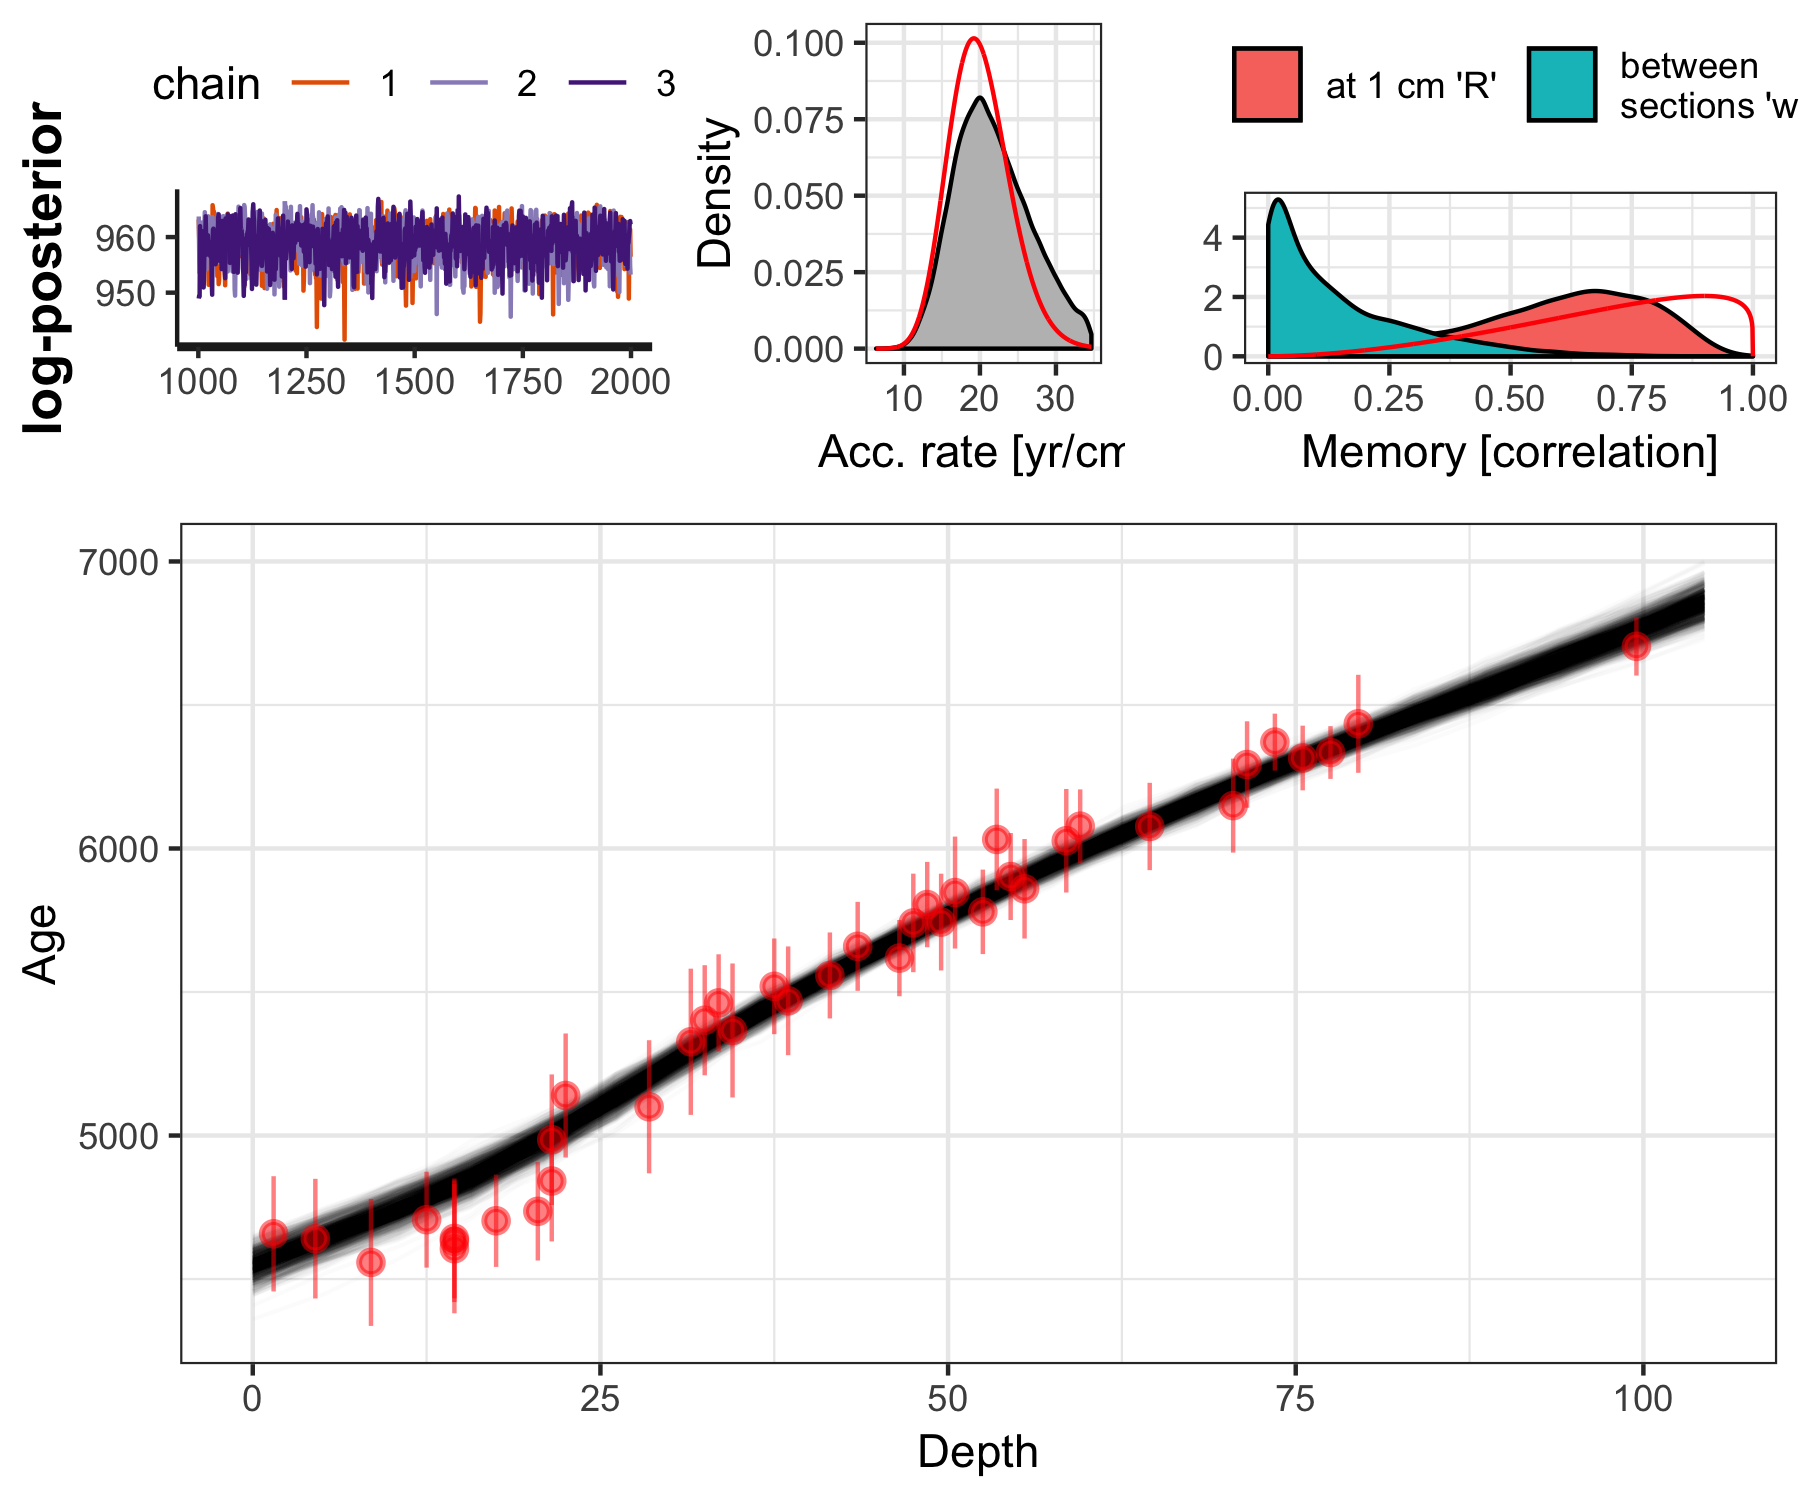 chain 1 2 3
log-posterior
960
950
1000 1250 1500 1750 2000
0.100
0.075
0.050
0.025
0.000
Density
10 20 30
Acc. rate [yr/cm
at 1 cm 'R'
between
sections 'w
4
2
0
0.00 0.25 0.50 0.75 1.00
Memory [correlation]
7000
6000
5000
Age
0 25 50 75 100
Depth